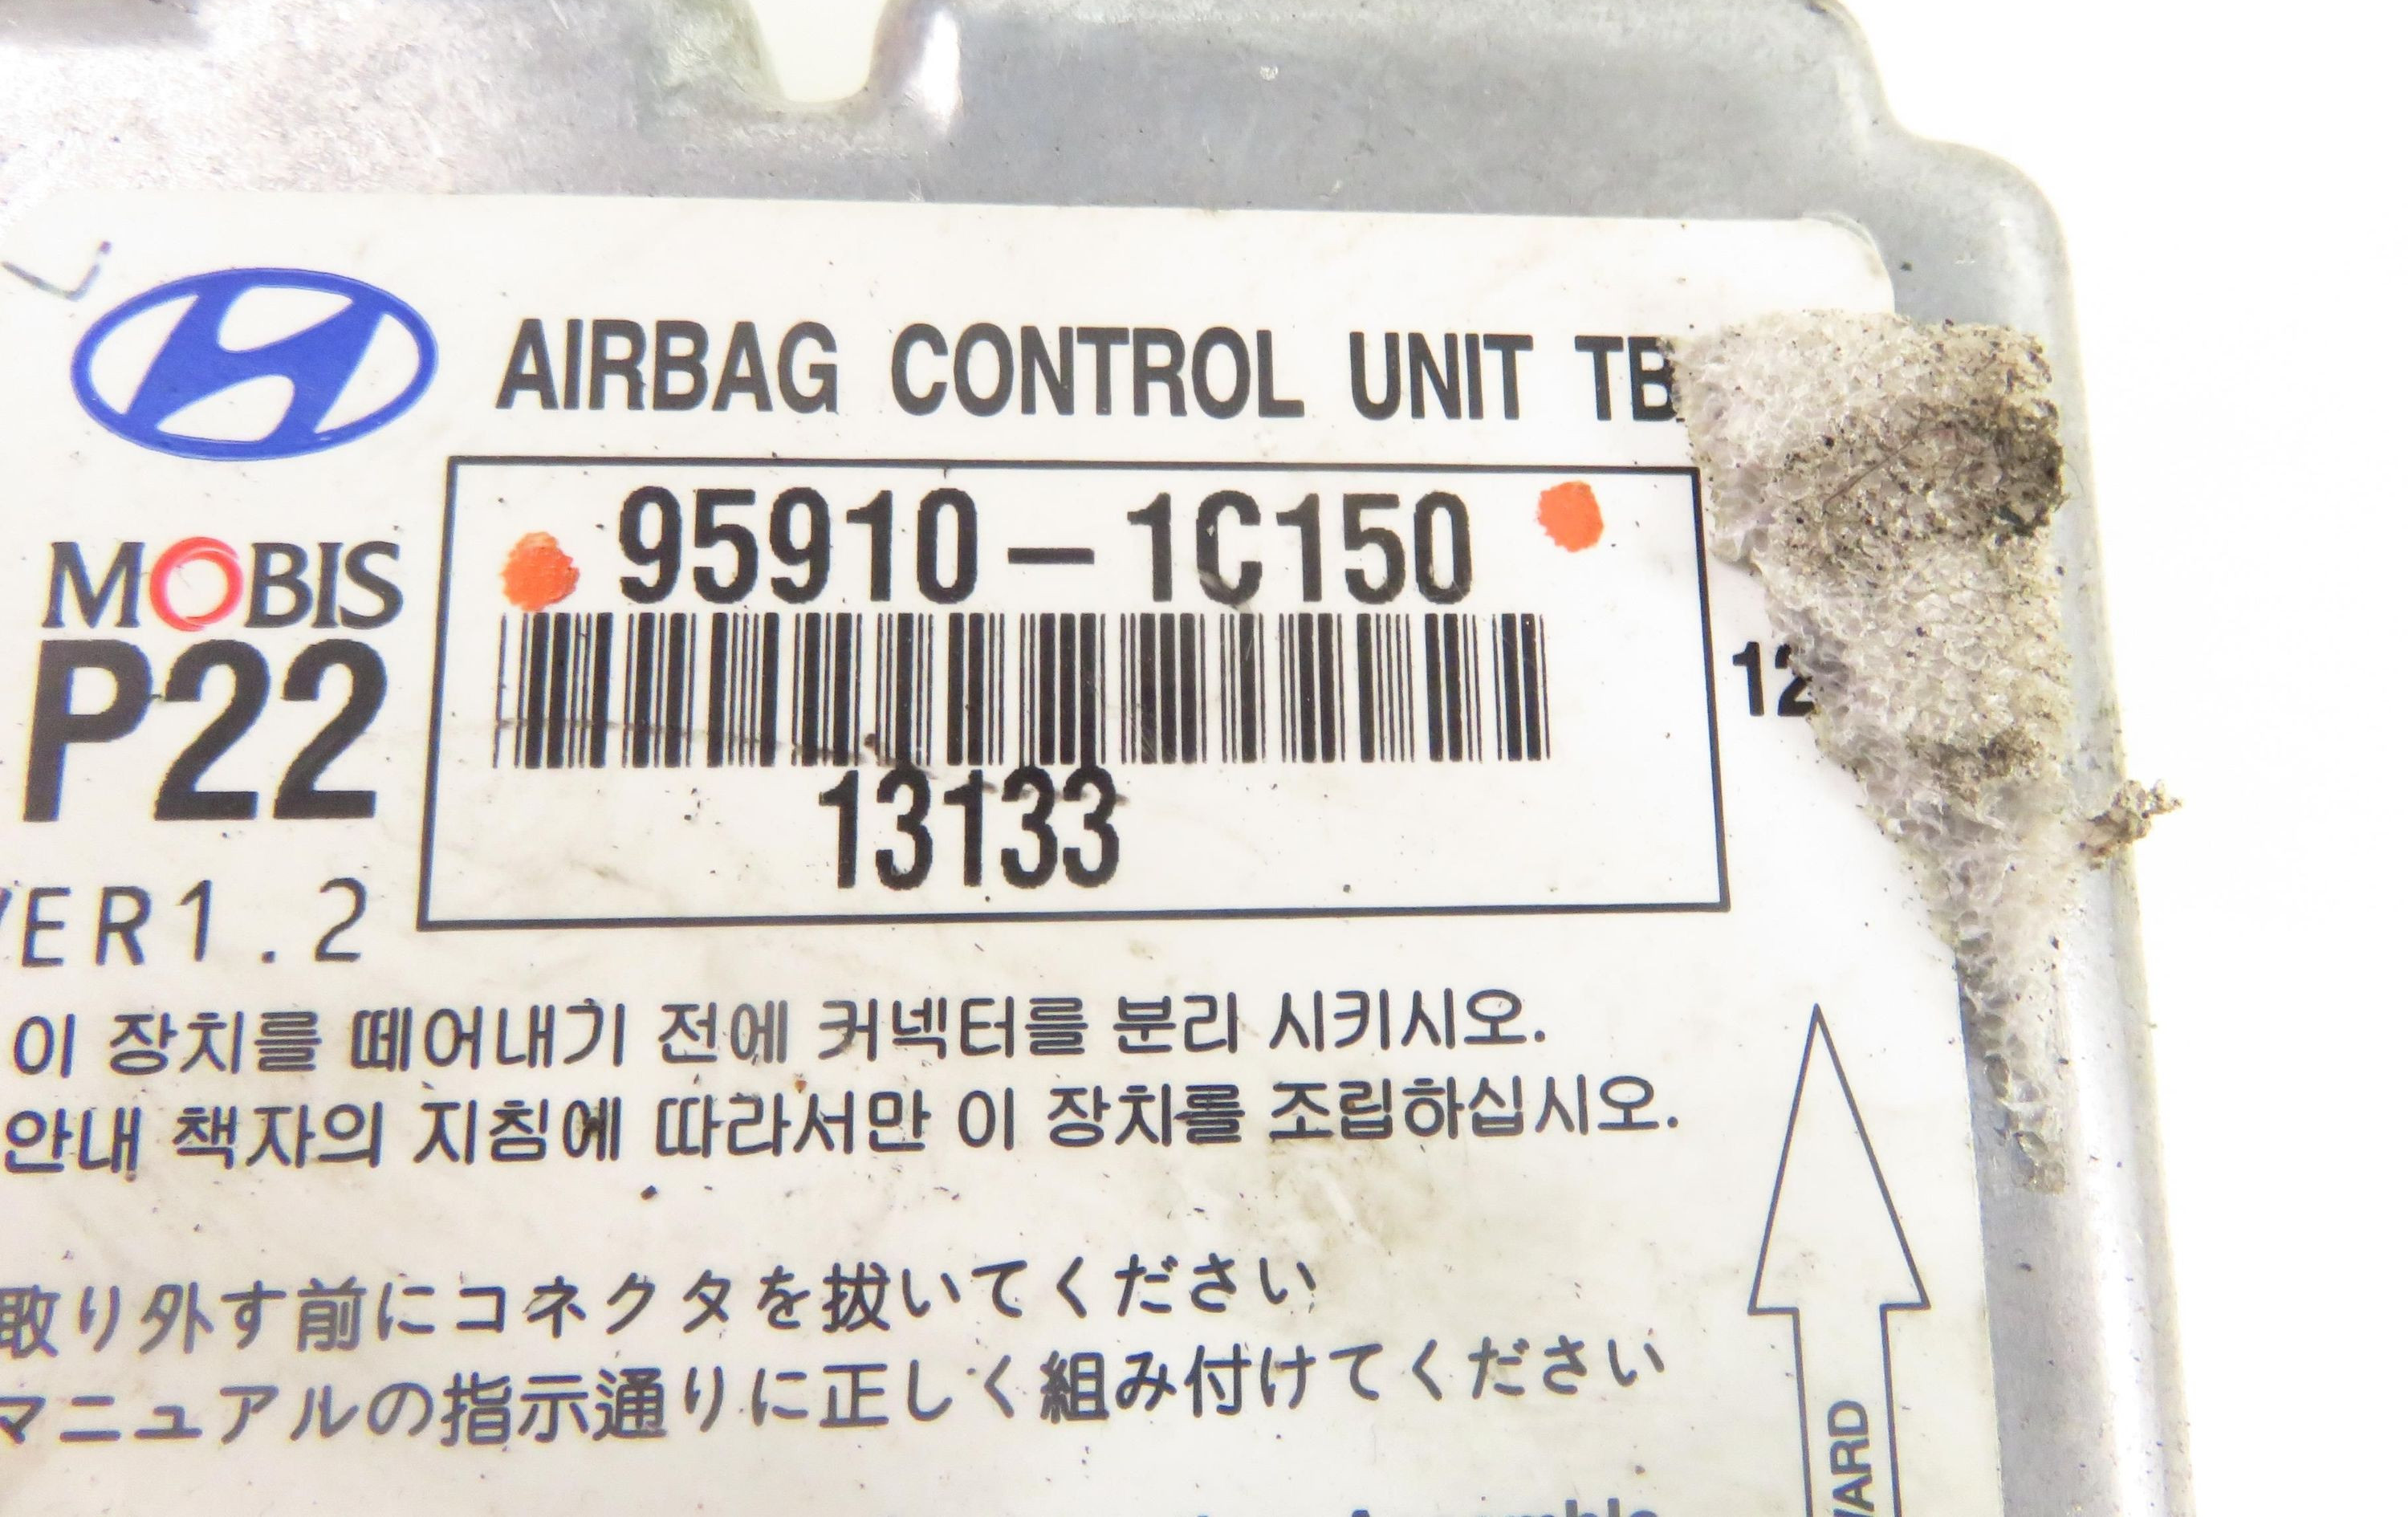 AIRBAG CONTROL UNIT TB
95910-1C150
MOBIS
P22
12
13133
VER1.2
이 장치를 떼어내기 전에 커넥터를 분리 시키시오.
안내 책자의 지침에 따라서만 이 장치를 조립하십시오.
取り外す前にコネクタを抜いてください
マニュアルの指示通りに正しく組み付けてください
WARD